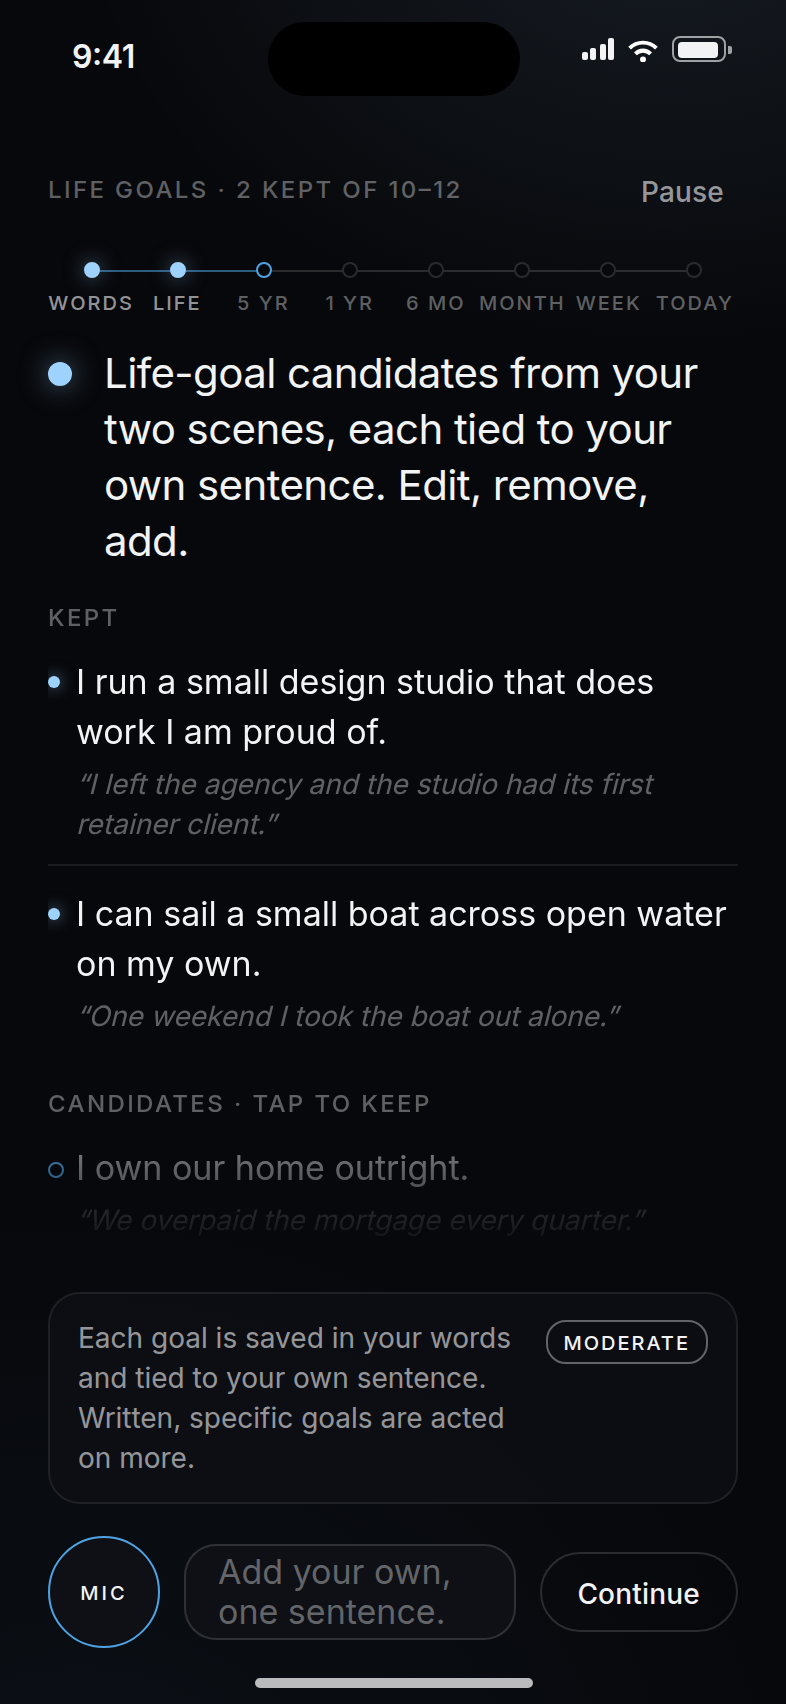 9:41
LIFE GOALS · 2 KEPT OF 10–12
Pause
WORDS LIFE 5 YR 1 YR 6 MO MONTH WEEK TODAY
Life-goal candidates from your
two scenes, each tied to your
own sentence. Edit, remove,
add.
KEPT
I run a small design studio that does
work I am proud of.
“I left the agency and the studio had its first
retainer client.”
I can sail a small boat across open water
on my own.
“One weekend I took the boat out alone.”
CANDIDATES · TAP TO KEEP
I own our home outright.
“We overpaid the mortgage every quarter.”
Each goal is saved in your words
and tied to your own sentence.
Written, specific goals are acted
on more.
MODERATE
MIC
Add your own,
one sentence.
Continue